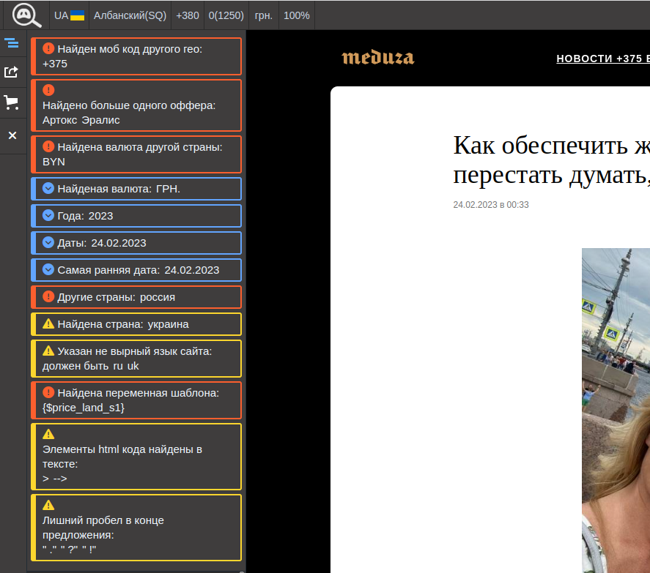 UA Албанский(SQ) +380 0(1250) грн. 100%
Найден моб код другого гео:
+375
Найдено больше одного оффера:
Артокс Эралис
Найдена валюта другой страны:
BYN
Найденая валюта: ГРН.
Года: 2023
Даты: 24.02.2023
Самая ранняя дата: 24.02.2023
Другие страны: россия
Найдена страна: украина
Указан не вырный язык сайта:
должен быть ru uk
Найдена переменная шаблона:
{$price_land_s1}
Элементы html кода найдены в
тексте:
> -->
Лишний пробел в конце
предложения:
" ." " ?" " !"
meduza
НОВОСТИ +375
Как обеспечить ж
перестать думать,
24.02.2023 в 00:33